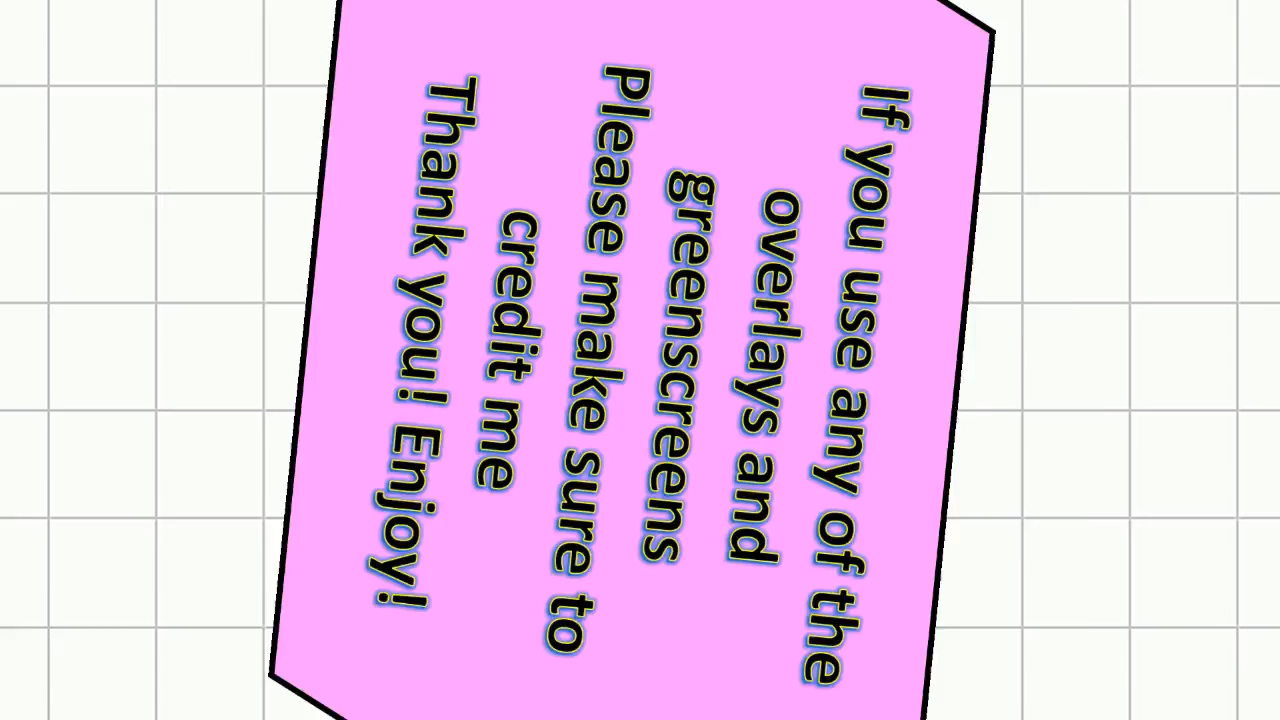 If you use any of the
overlays and
greenscreens
Please make sure to
credit me
Thank you! Enjoy!